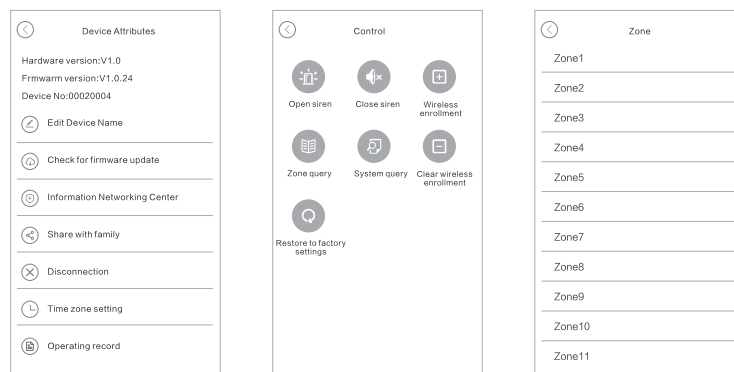 Device Attributes
Hardware version:V1.0
Frmwarm version:V1.0.24
Device No:00020004
Edit Device Name
Check for firmware update
Information Networking Center
Share with family
Disconnection
Time zone setting
Operating record
Control
Open siren
Close siren
Wireless
enrollment
Zone query
System query
Clear wireless
enrollment
Restore to factory
settings
Zone
Zone1
Zone2
Zone3
Zone4
Zone5
Zone6
Zone7
Zone8
Zone9
Zone10
Zone11